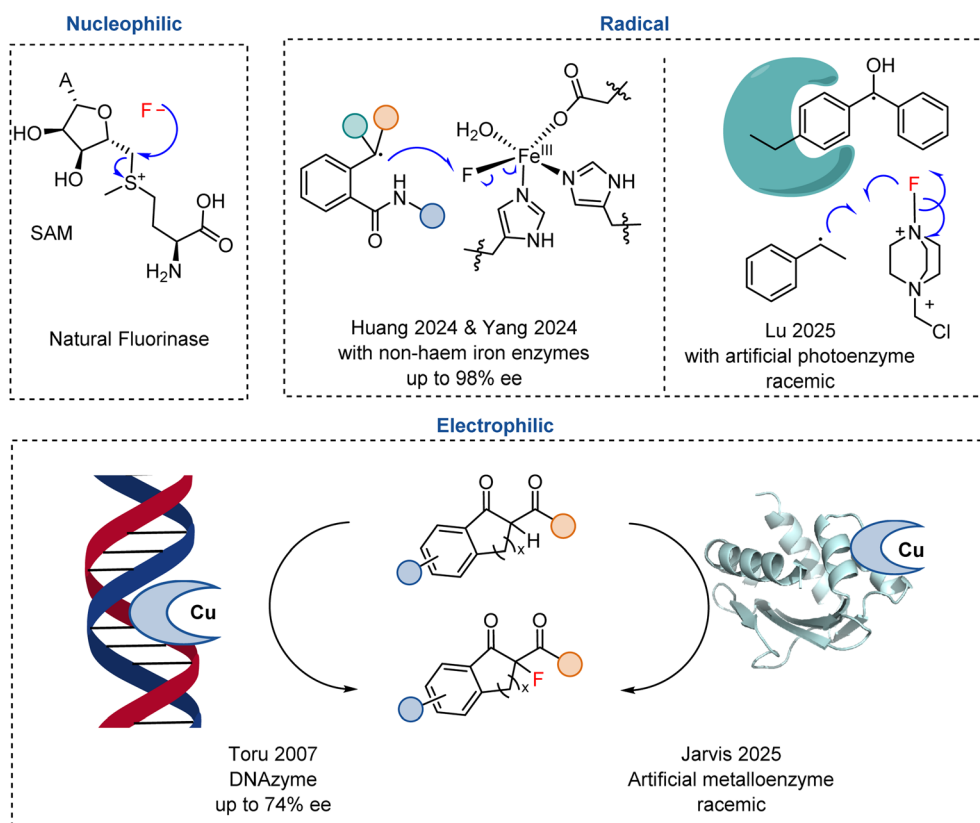 Nucleophilic
A
F −
O
HO
HO
S+
OH
O
H2N
SAM
Natural Fluorinase
Radical
O
H2O
O
FeIII
F
H
N
O
N
N
NH
NH
Huang 2024 & Yang 2024
with non-haem iron enzymes
up to 98% ee
OH
F
N
+
N
+
Cl
Lu 2025
with artificial photoenzyme
racemic
Electrophilic
Cu
O
O
H
x
O
O
F
x
Cu
Toru 2007
DNAzyme
up to 74% ee
Jarvis 2025
Artificial metalloenzyme
racemic